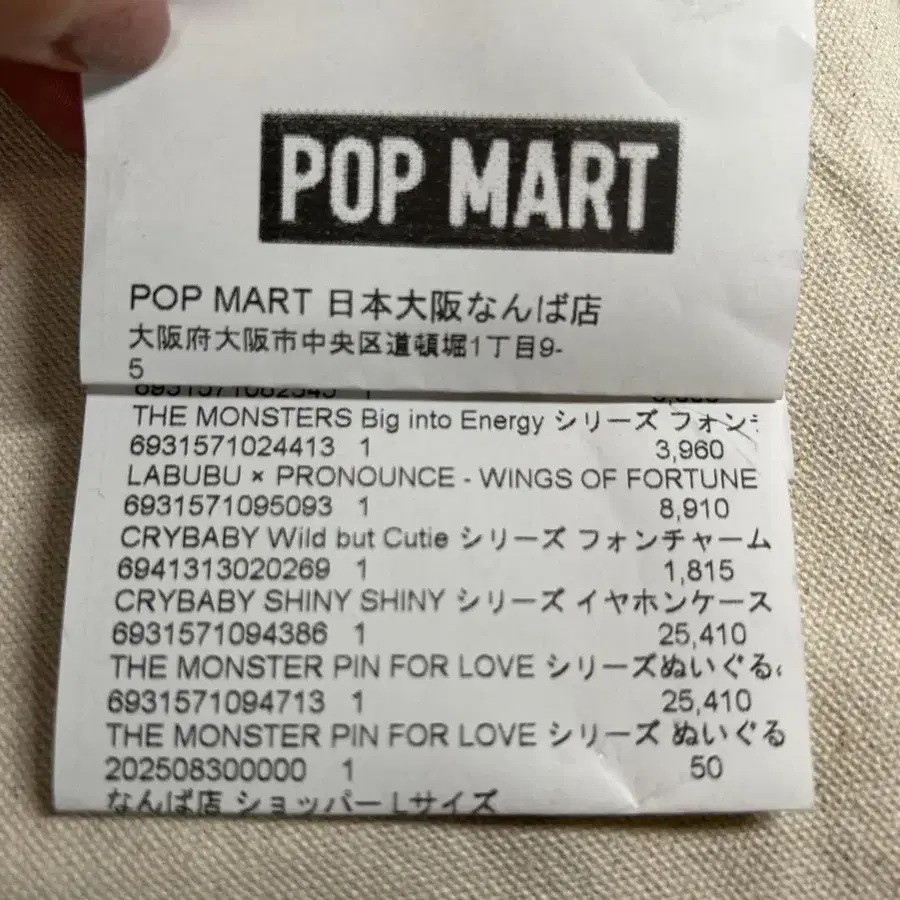 POP MART
POP MART 日本大阪なんば店
大阪府大阪市中央区道頓堀1丁目9-
5
THE MONSTERS Big into Energy シリーズ フォン
6931571024413 1 3,960
LABUBU × PRONOUNCE - WINGS OF FORTUNE
6931571095093 1 8,910
CRYBABY Wild but Cutie シリーズ フォンチャーム
6941313020269 1 1,815
CRYBABY SHINY SHINY シリーズ イヤホンケース
6931571094386 1 25,410
THE MONSTER PIN FOR LOVE シリーズぬいぐる
6931571094713 1 25,410
THE MONSTER PIN FOR LOVE シリーズ ぬいぐる
202508300000 1 50
なんば店 ショッパー Lサイズ